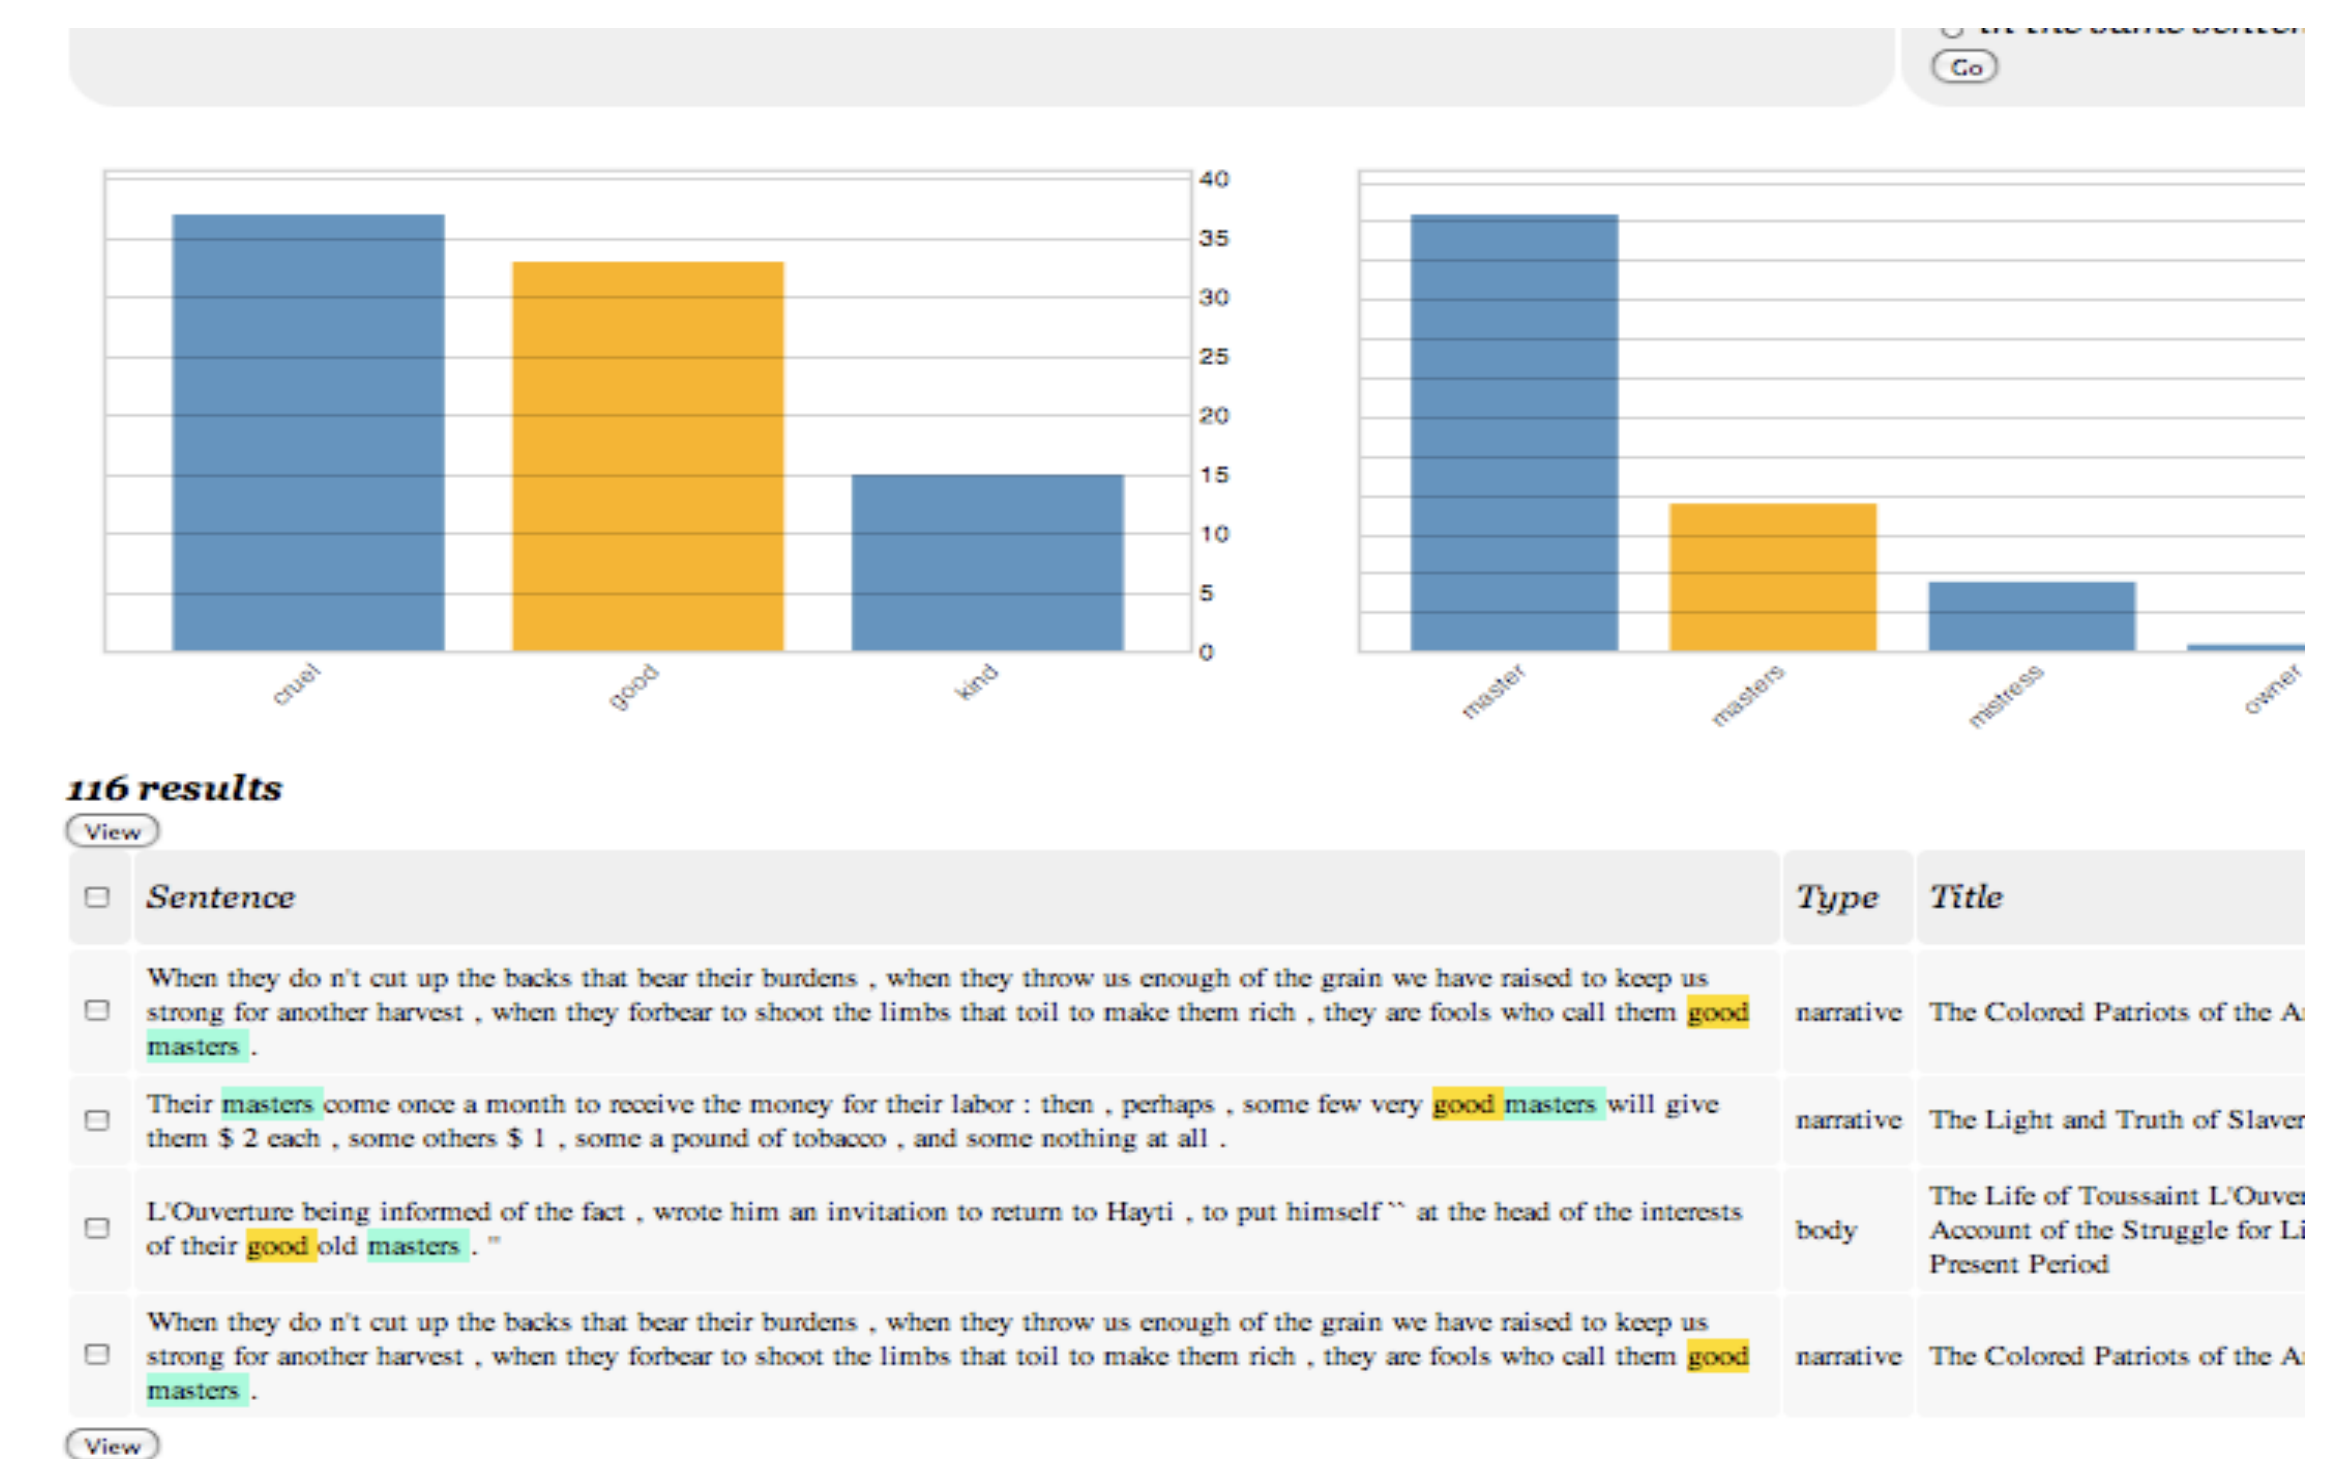 in the same senten
Go
40
35
30
25
20
15
10
5
0
cruel
good
kind
master
masters
mistress
owner
116 results
View
Sentence
Type
Title
When they do n't cut up the backs that bear their burdens , when they throw us enough of the grain we have raised to keep us
strong for another harvest , when they forbear to shoot the limbs that toil to make them rich , they are fools who call them good
masters .
narrative
The Colored Patriots of the A
Their masters come once a month to receive the money for their labor : then , perhaps , some few very good masters will give
them $ 2 each , some others $ 1 , some a pound of tobacco , and some nothing at all .
narrative
The Light and Truth of Slaver
L'Ouverture being informed of the fact , wrote him an invitation to return to Hayti , to put himself `` at the head of the interests
of their good old masters . ''
body
The Life of Toussaint L'Ouver
Account of the Struggle for Li
Present Period
When they do n't cut up the backs that bear their burdens , when they throw us enough of the grain we have raised to keep us
strong for another harvest , when they forbear to shoot the limbs that toil to make them rich , they are fools who call them good
masters .
narrative
The Colored Patriots of the A
View